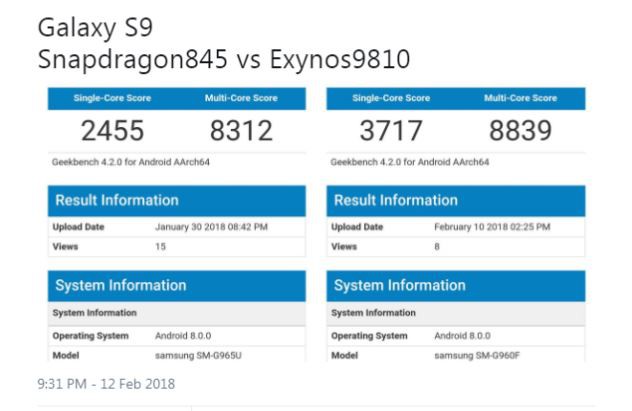 Galaxy S9
Snapdragon845 vs Exynos9810
Single-Core Score Multi-Core Score
2455 8312
Geekbench 4.2.0 for Android AArch64
Result Information
Upload Date January 30 2018 08:42 PM
Views 15
System Information
System Information
Operating System Android 8.0.0
Model samsung SM-G965U
Single-Core Score Multi-Core Score
3717 8839
Geekbench 4.2.0 for Android AArch64
Result Information
Upload Date February 10 2018 02:25 PM
Views 8
System Information
System Information
Operating System Android 8.0.0
Model samsung SM-G960F
9:31 PM - 12 Feb 2018